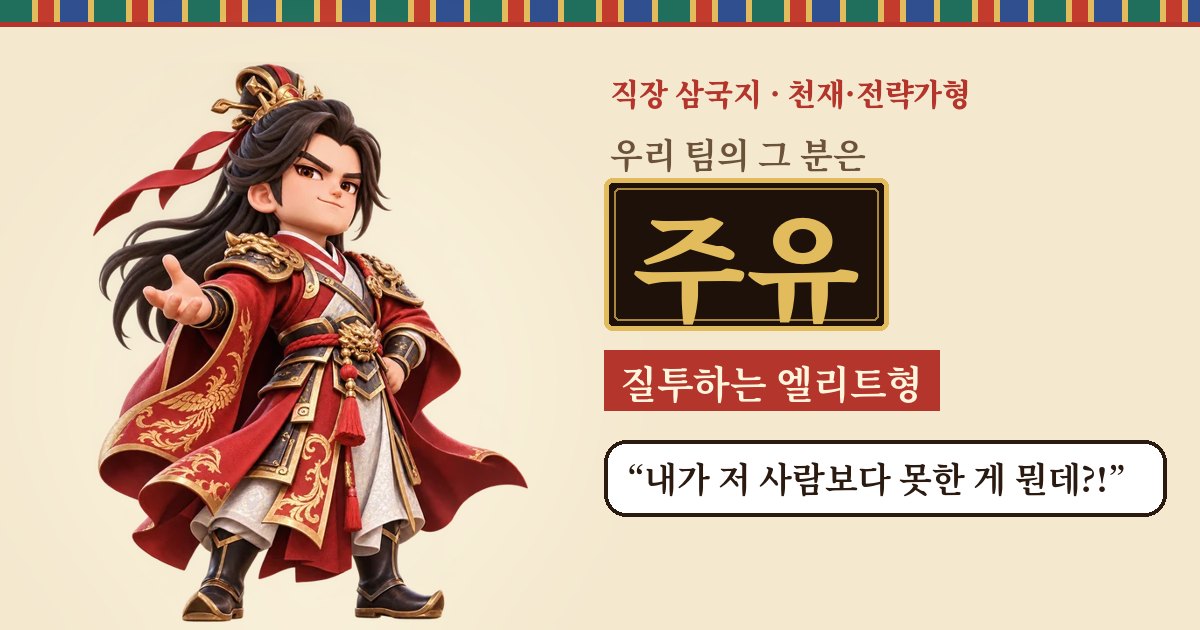 직장 삼국지 · 천재·전략가형
우리 팀의 그 분은
주유
질투하는 엘리트형
“내가 저 사람보다 못한 게 뭔데?!”